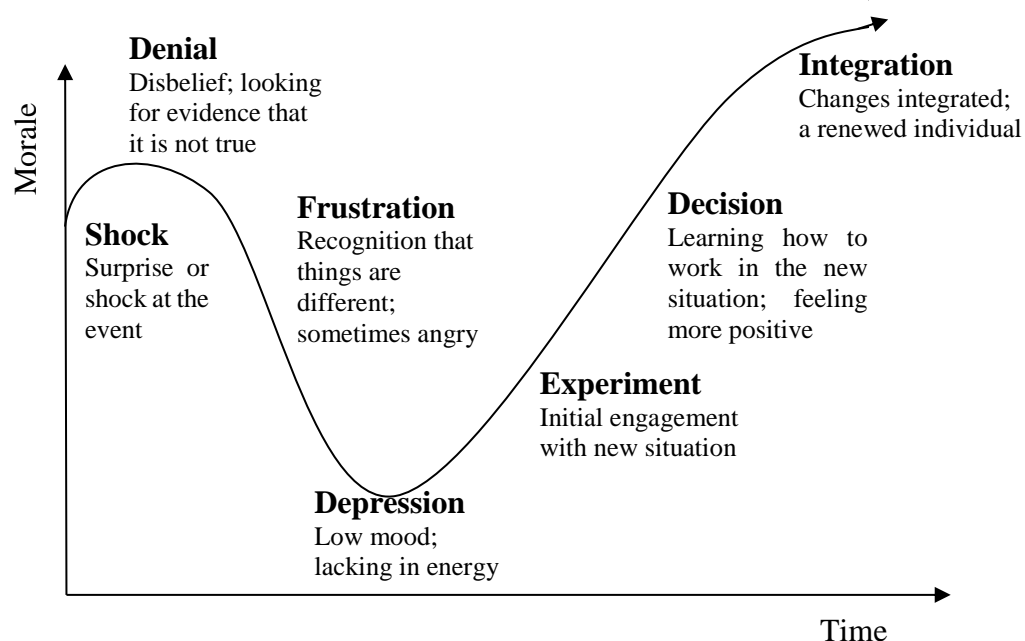 Morale
Denial
Disbelief; looking
for evidence that
it is not true
Shock
Surprise or
shock at the
event
Frustration
Recognition that
things are
different;
sometimes angry
Depression
Low mood;
lacking in energy
Experiment
Initial engagement
with new situation
Decision
Learning how to
work in the new
situation; feeling
more positive
Integration
Changes integrated;
a renewed individual
Time